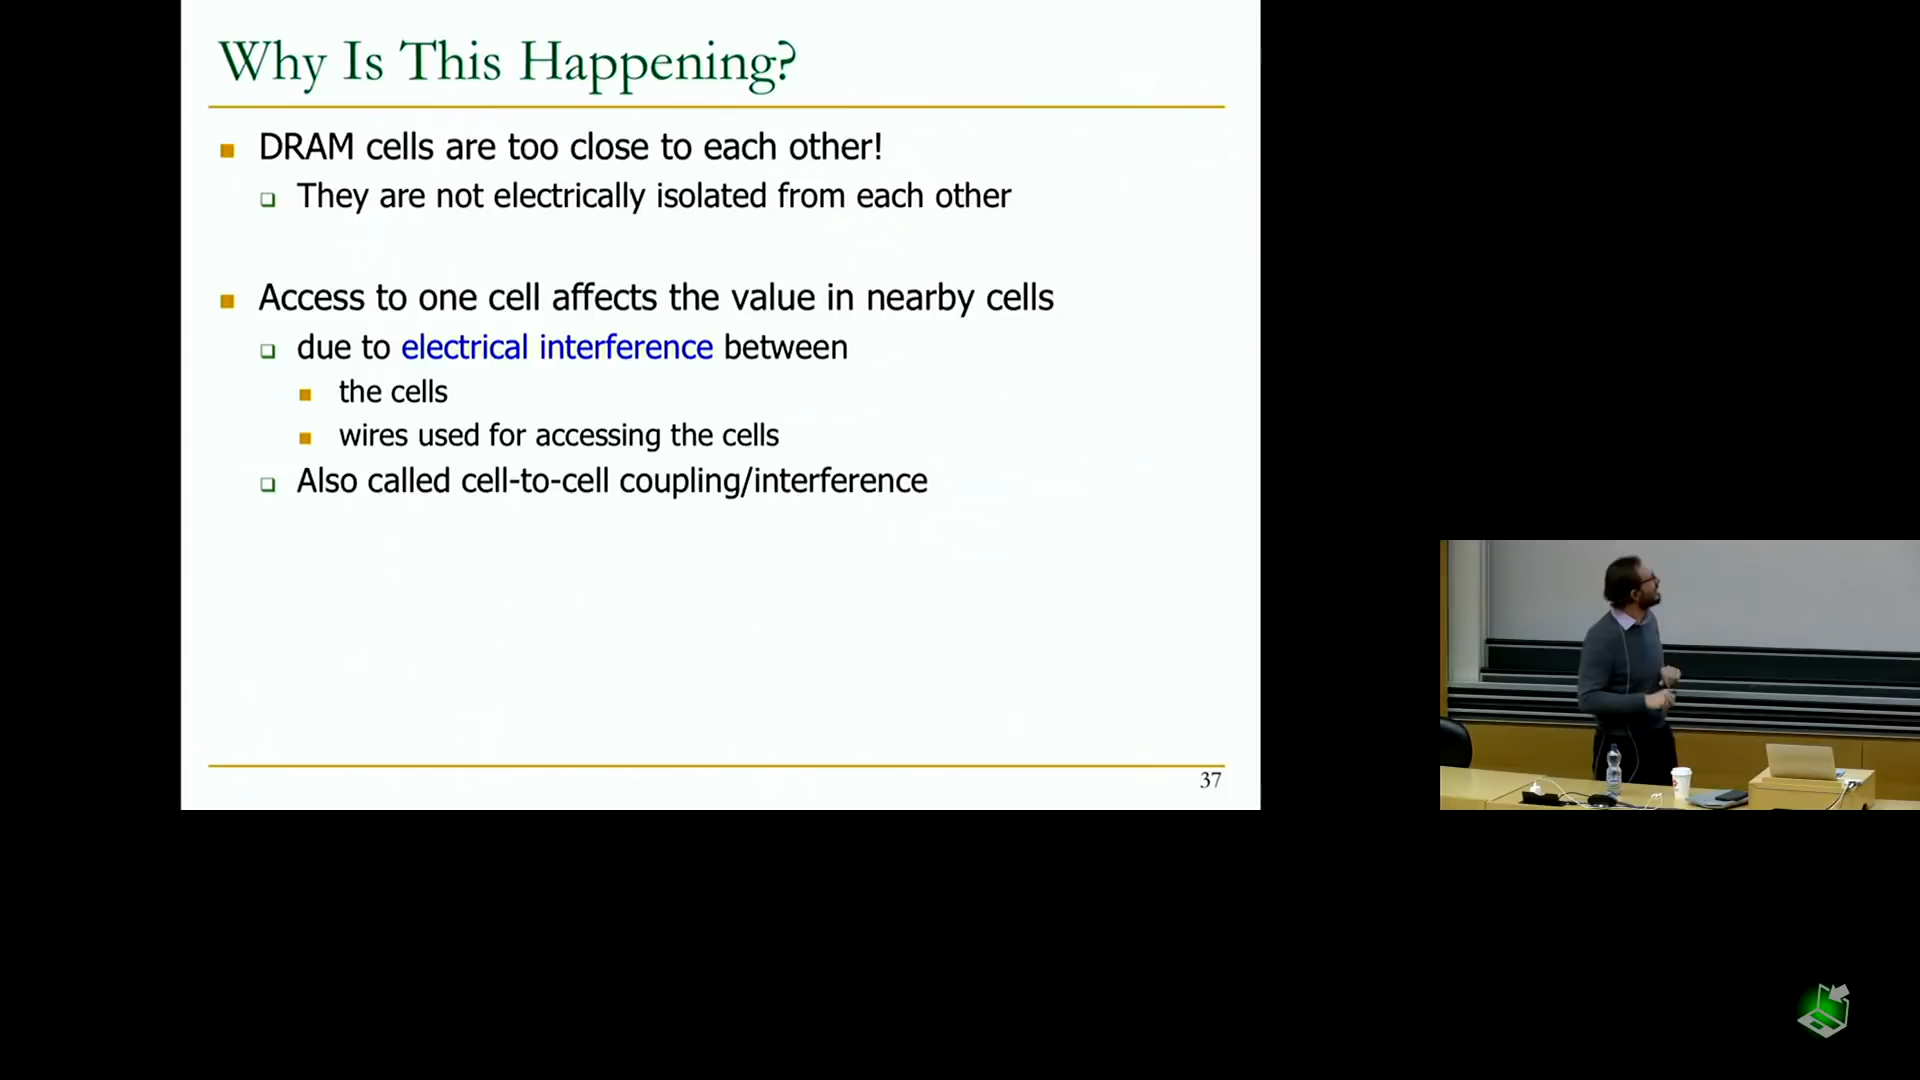 Why Is This Happening?
DRAM cells are too close to each other!
They are not electrically isolated from each other
Access to one cell affects the value in nearby cells
due to electrical interference between
the cells
wires used for accessing the cells
Also called cell-to-cell coupling/interference
37